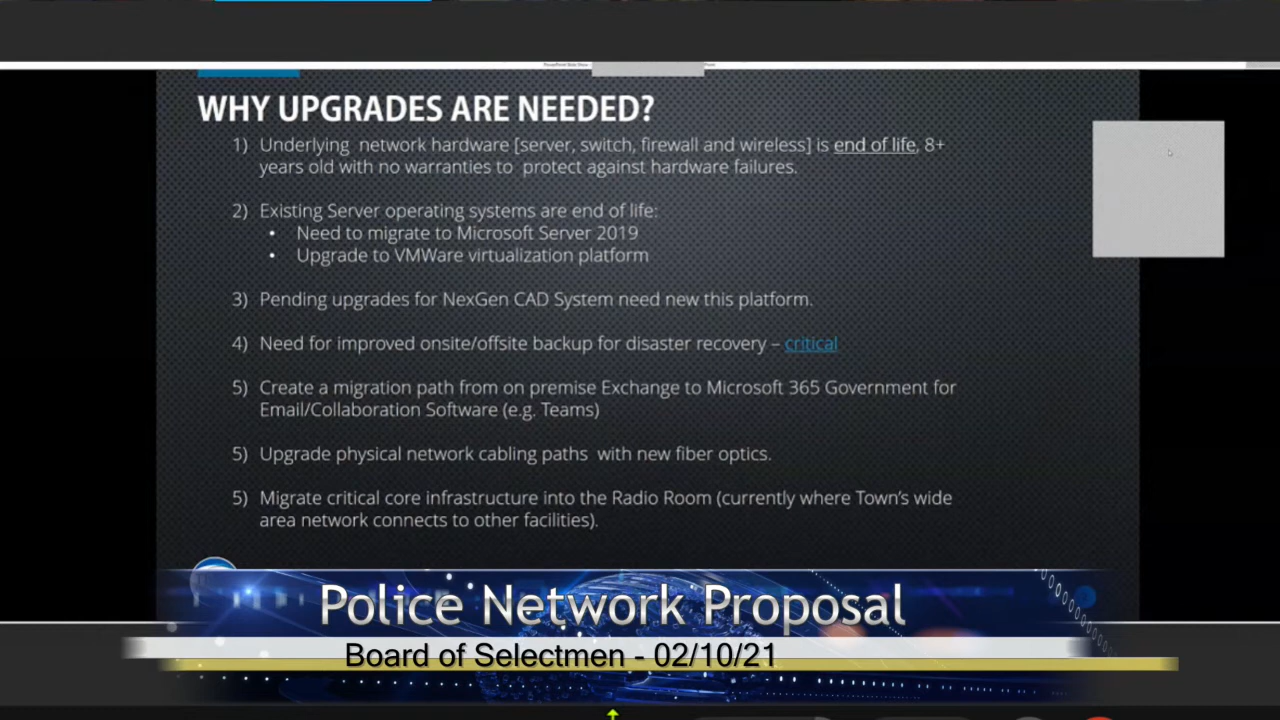 WHY UPGRADES ARE NEEDED?
1) Underlying network hardware [server, switch, firewall and wireless] is end of life, 8+
years old with no warranties to protect against hardware failures.
2) Existing Server operating systems are end of life:
• Need to migrate to Microsoft Server 2019
• Upgrade to VMWare virtualization platform
3) Pending upgrades for NexGen CAD System need new this platform.
4) Need for improved onsite/offsite backup for disaster recovery – critical
5) Create a migration path from on premise Exchange to Microsoft 365 Government for
Email/Collaboration Software (e.g. Teams)
5) Upgrade physical network cabling paths with new fiber optics.
5) Migrate critical core infrastructure into the Radio Room (currently where Town's wide
area network connects to other facilities).
Police Network Proposal
Board of Selectmen - 02/10/21